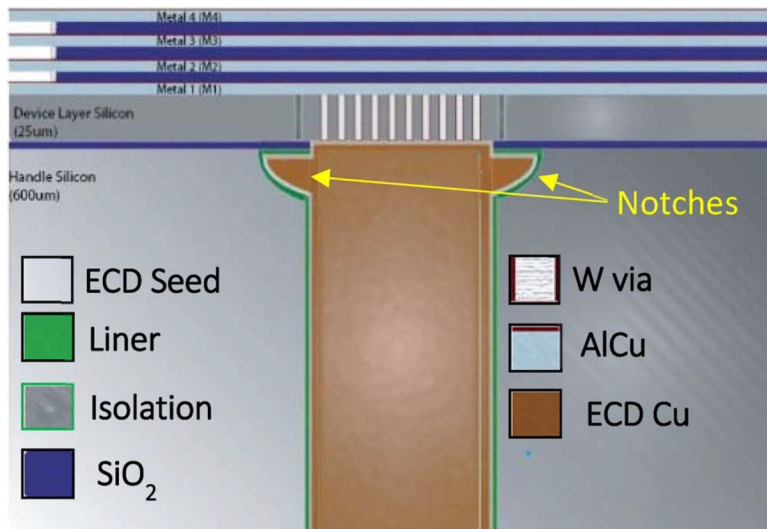 Metal 4 (M4)
Metal 3 (M3)
Metal 2 (M2)
Metal 1 (M1)
Device Layer Silicon
(25um)
Handle Silicon
(600um)
Notches
ECD Seed
Liner
Isolation
SiO₂
W via
AlCu
ECD Cu